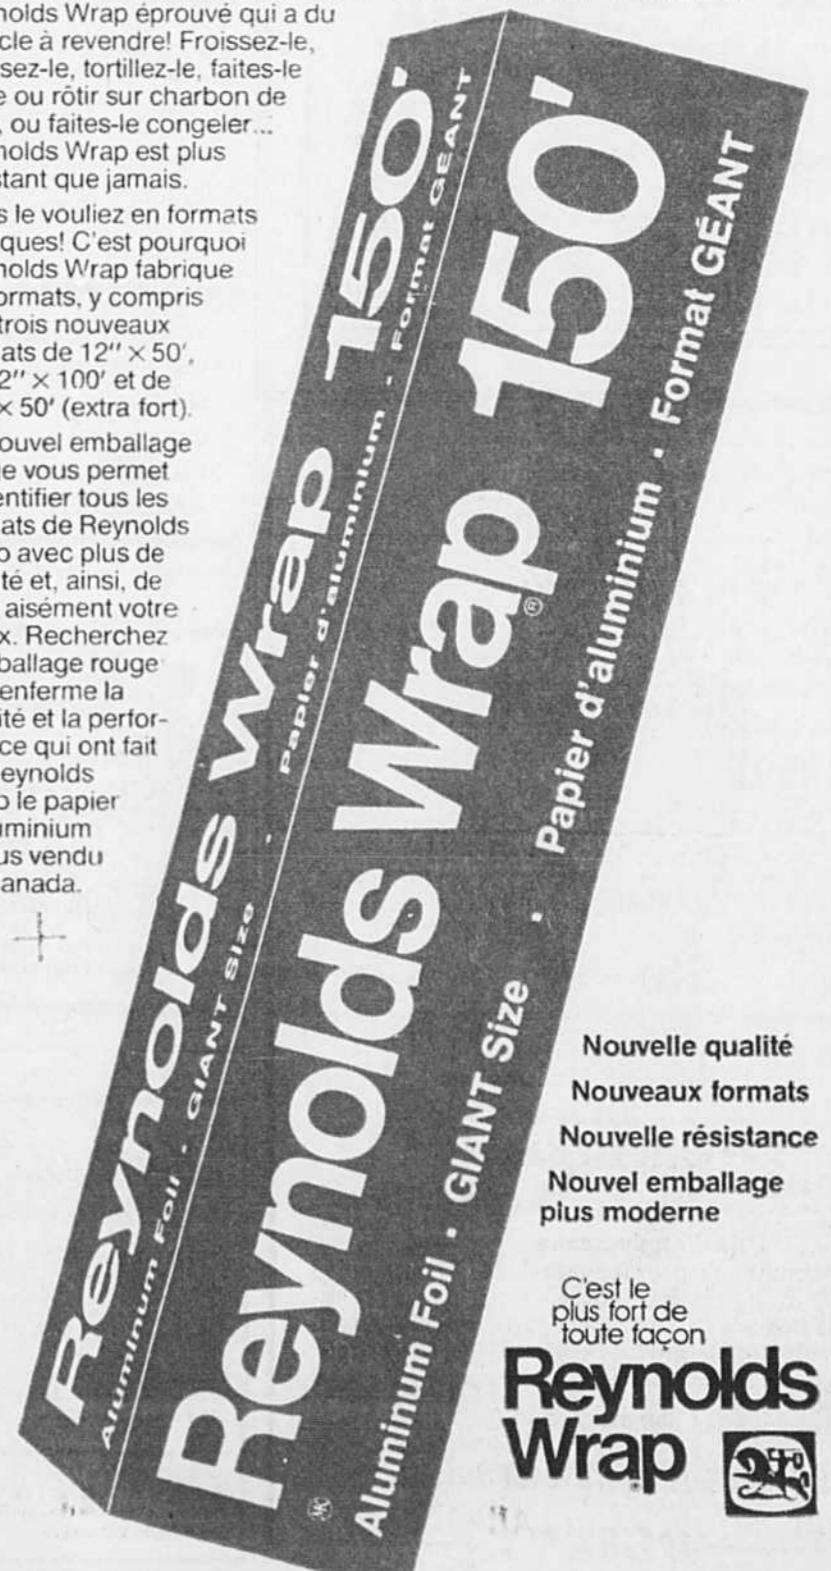 nolds Wrap éprouvé qui a du
cle à revendre! Froissez-le,
sez-le, tortillez-le, faites-le
e ou rôtir sur charbon de
, ou faites-le congeler...
nolds Wrap est plus
stant que jamais.
s le vouliez en formats
ques! C'est pourquoi
nolds Wrap fabrique
ormats, y compris
trois nouveaux
ats de 12" × 50',
2" × 100' et de
× 50' (extra fort).
ouvel emballage
e vous permet
entifier tous les
ats de Reynolds
p avec plus de
té et, ainsi, de
aisément votre
x. Recherchez
ballage rouge
enferme la
ité et la perfor-
ce qui ont fait
eynolds
p le papier
uminium
us vendu
anada.
Reynolds Wrap 150'
Aluminum Foil · GIANT Size · Papier d'aluminium · Format GÉANT
Reynolds Wrap® 150'
MC
Aluminum Foil · GIANT Size · Papier d'aluminium · Format GÉANT
Nouvelle qualité
Nouveaux formats
Nouvelle résistance
Nouvel emballage
plus moderne
C'est le
plus fort de
toute façon
Reynolds
Wrap